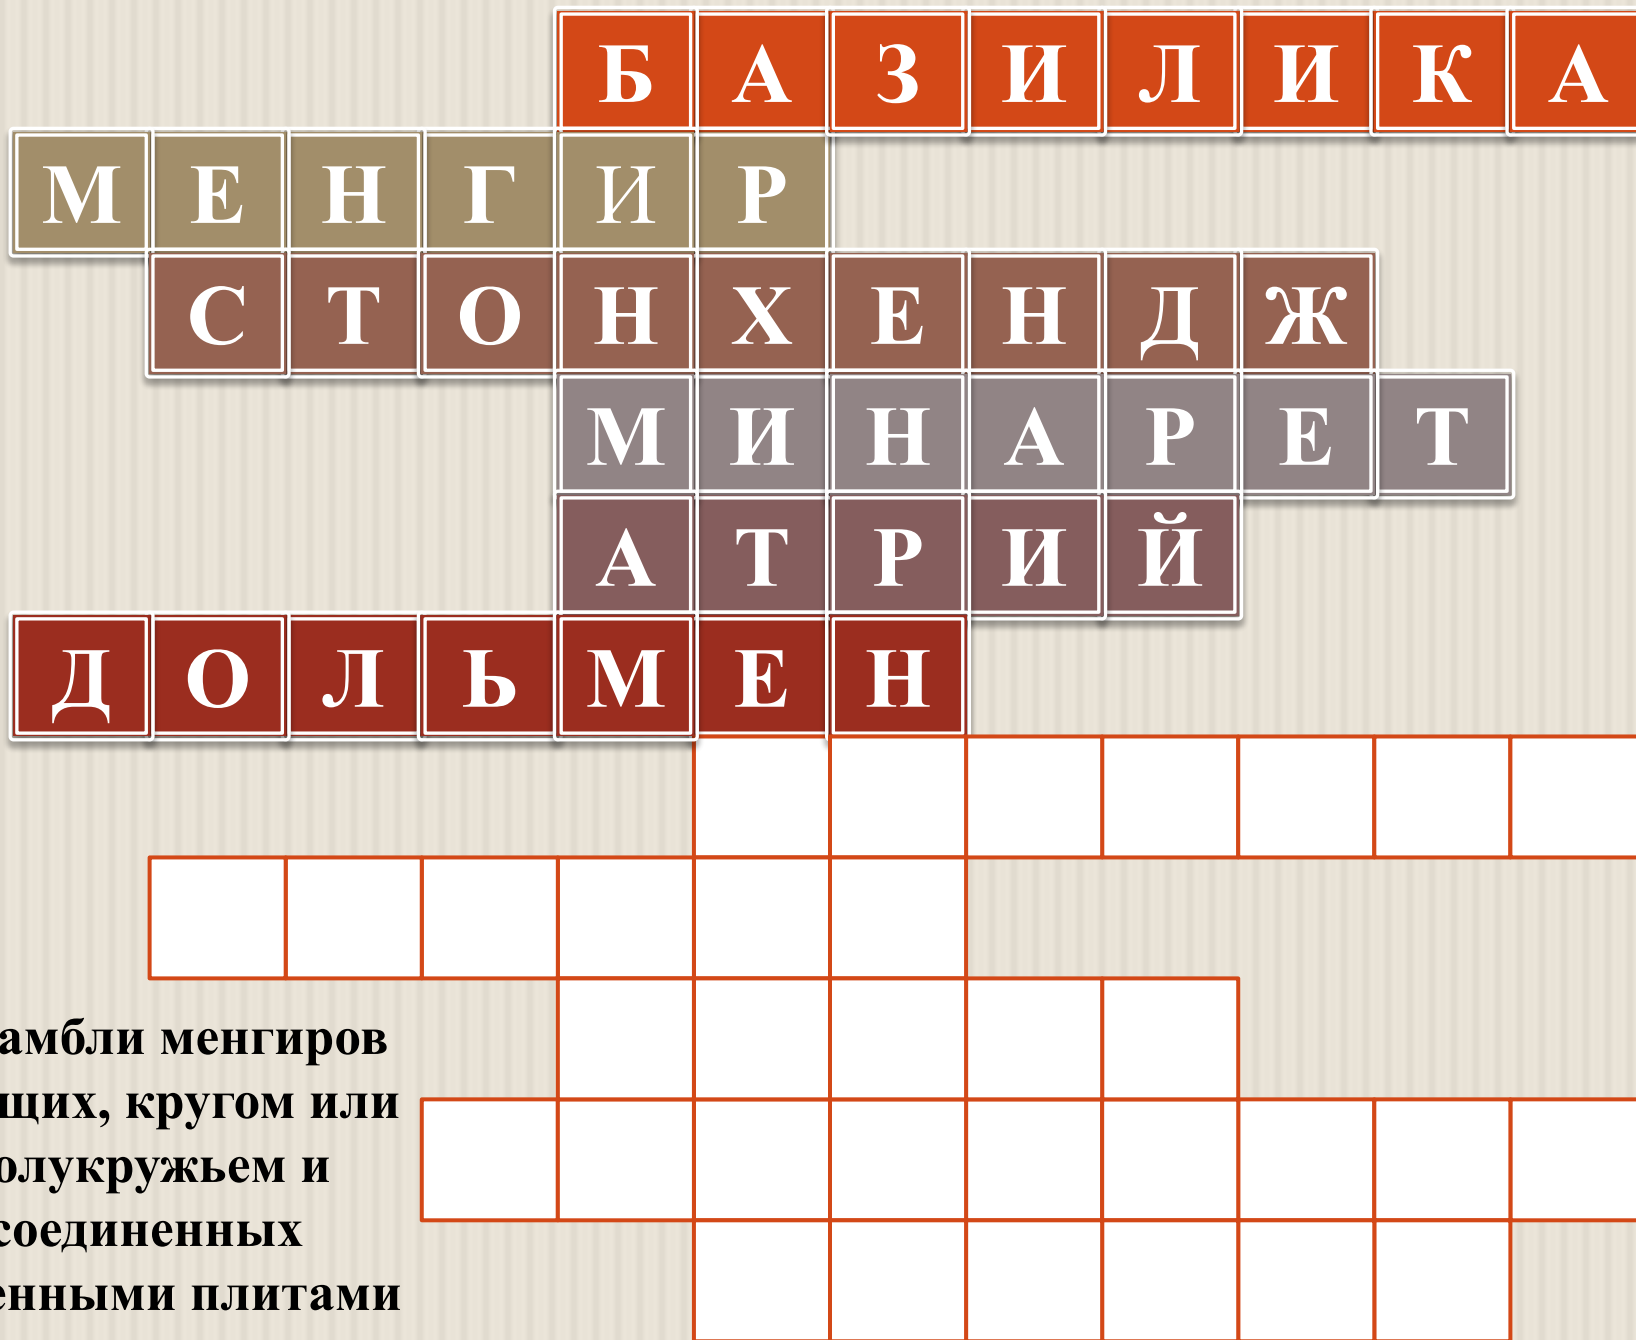 БАЗИЛИКА
МЕНГИР
СТОНХЕНДЖ
МИНАРЕТ
АТРИЙ
ДОЛЬМЕН
амбли менгиров
щих, кругом или
олукружьем и
соединенных
енными плитами